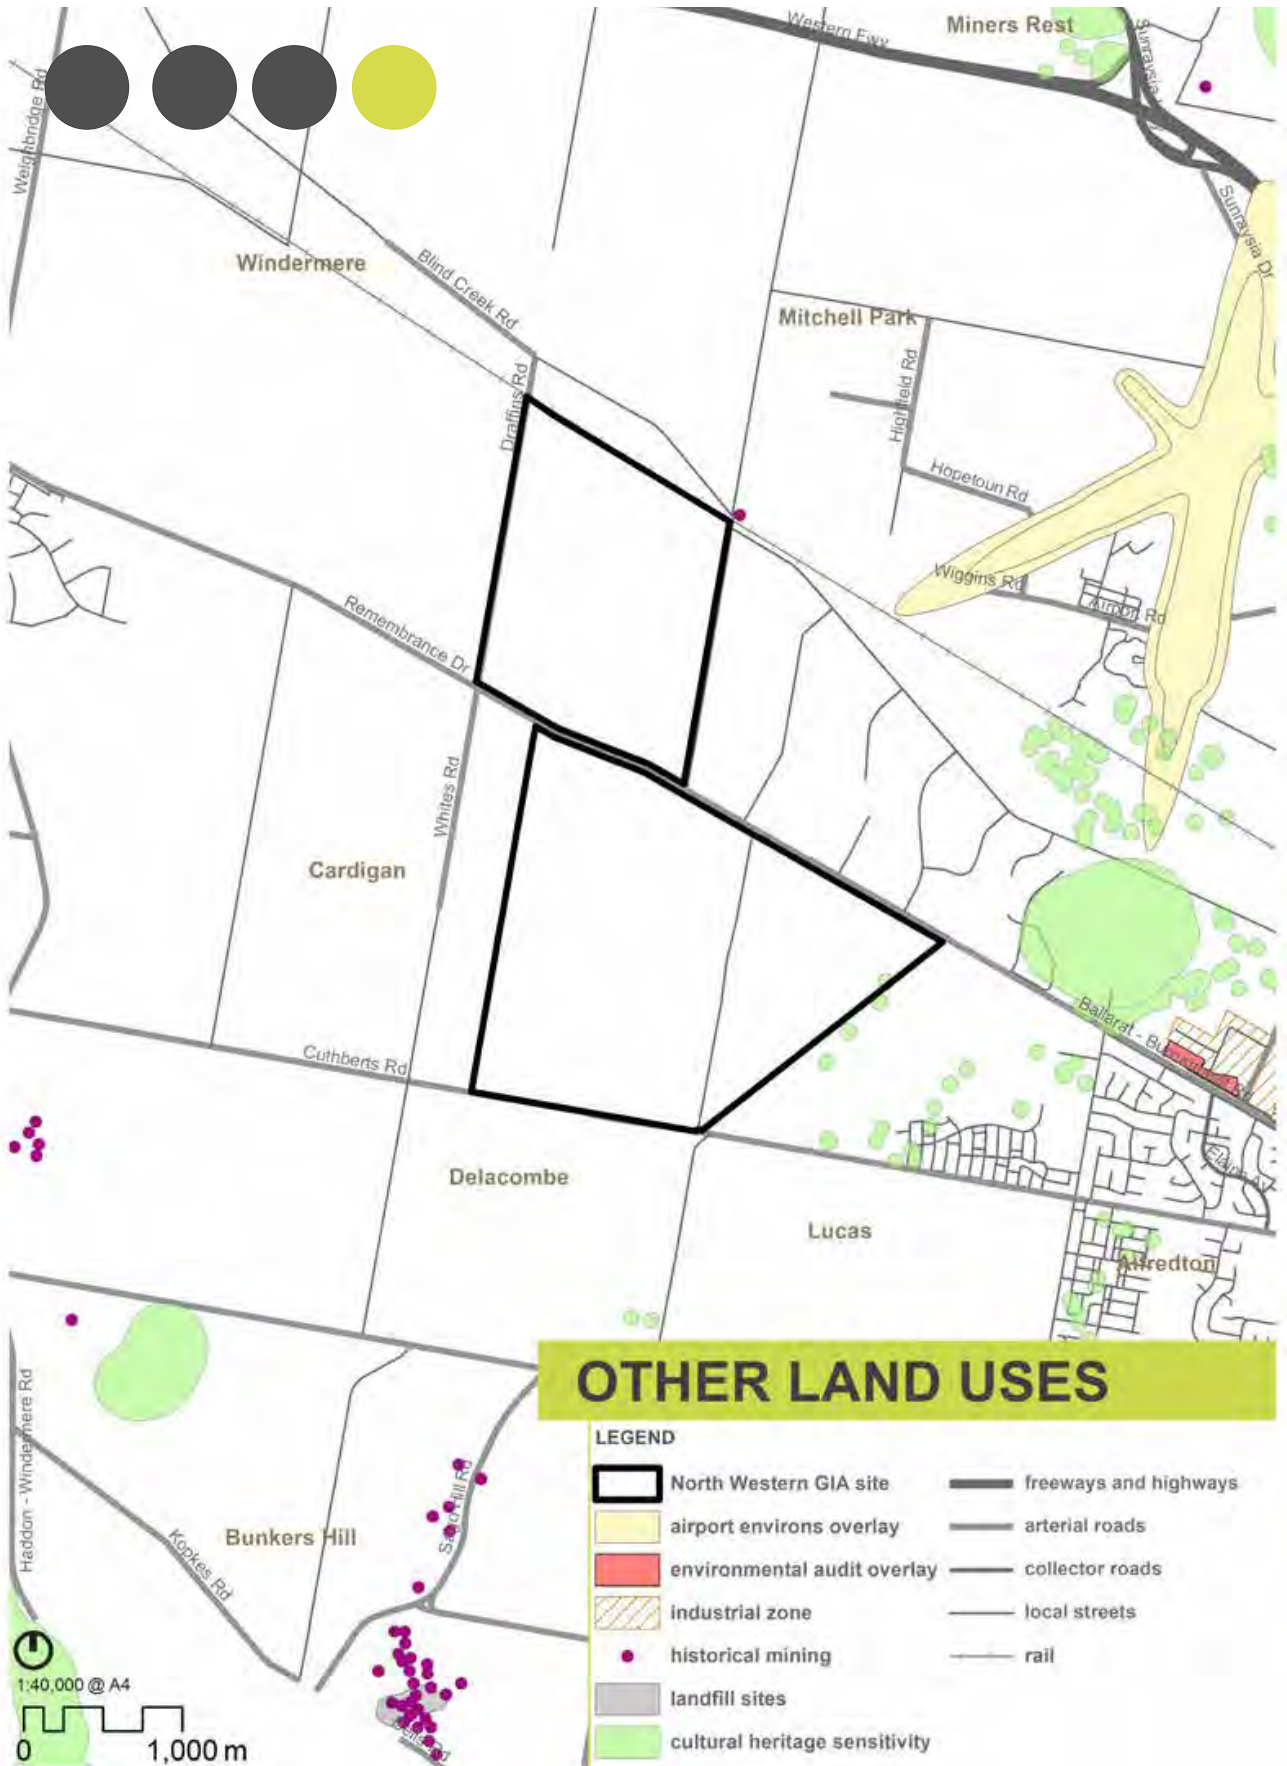 Miners Rest
Western Fwy
Sunraysia
Weighbridge Rd
Sunraysia Dr
Windermere
Blind Creek Rd
Mitchell Park
Highfield Rd
Draffins Rd
Hopetoun Rd
Wiggins Rd
Airport Rd
Remembrance Dr
Whites Rd
Cardigan
Cuthberts Rd
Delacombe
Lucas
Alfredton
OTHER LAND USES
LEGEND
North Western GIA site
airport environs overlay
environmental audit overlay
industrial zone
historical mining
landfill sites
cultural heritage sensitivity
freeways and highways
arterial roads
collector roads
local streets
rail
Haddon - Windermere Rd
Kopkes Rd
Bunkers Hill
1:40,000 @ A4
0 1,000 m